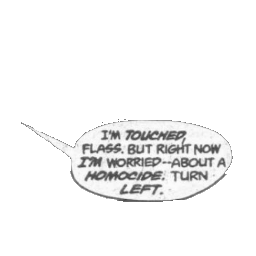 I'M TOUCHED,
FLASS. BUT RIGHT NOW
I'M WORRIED--ABOUT A
HOMOCIDE. TURN
LEFT.